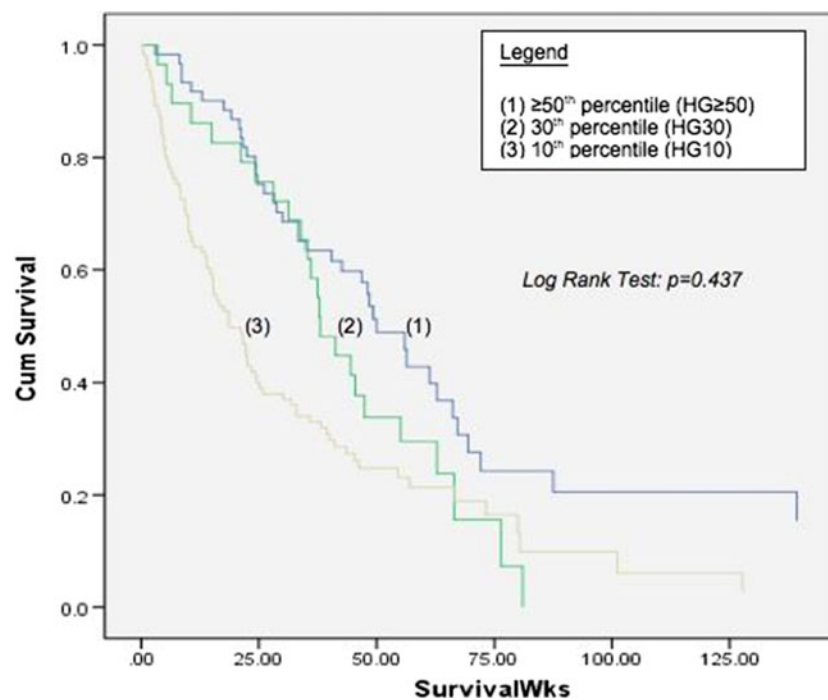 Legend
(1) ≥50th percentile (HG≥50)
(2) 30th percentile (HG30)
(3) 10th percentile (HG10)
Log Rank Test: p=0.437
(3)
(2)
(1)
Cum Survival
1.0
0.8
0.6
0.4
0.2
0.0
.00 25.00 50.00 75.00 100.00 125.00
SurvivalWks